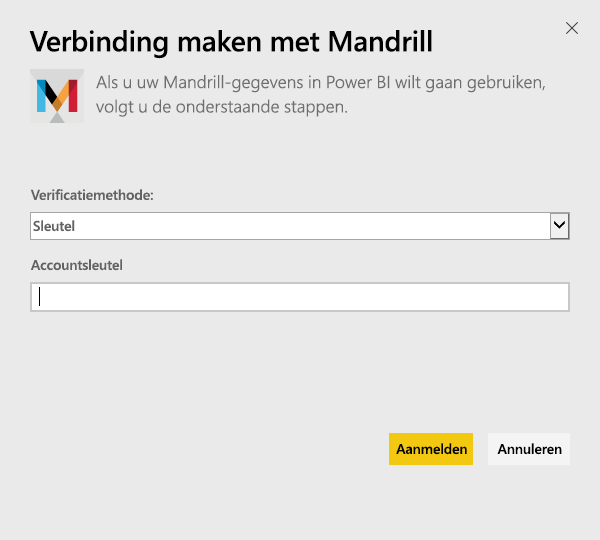 Verbinding maken met Mandrill
Als u uw Mandrill-gegevens in Power BI wilt gaan gebruiken,
volgt u de onderstaande stappen.
Verificatiemethode:
Sleutel
Accountsleutel
Aanmelden
Annuleren